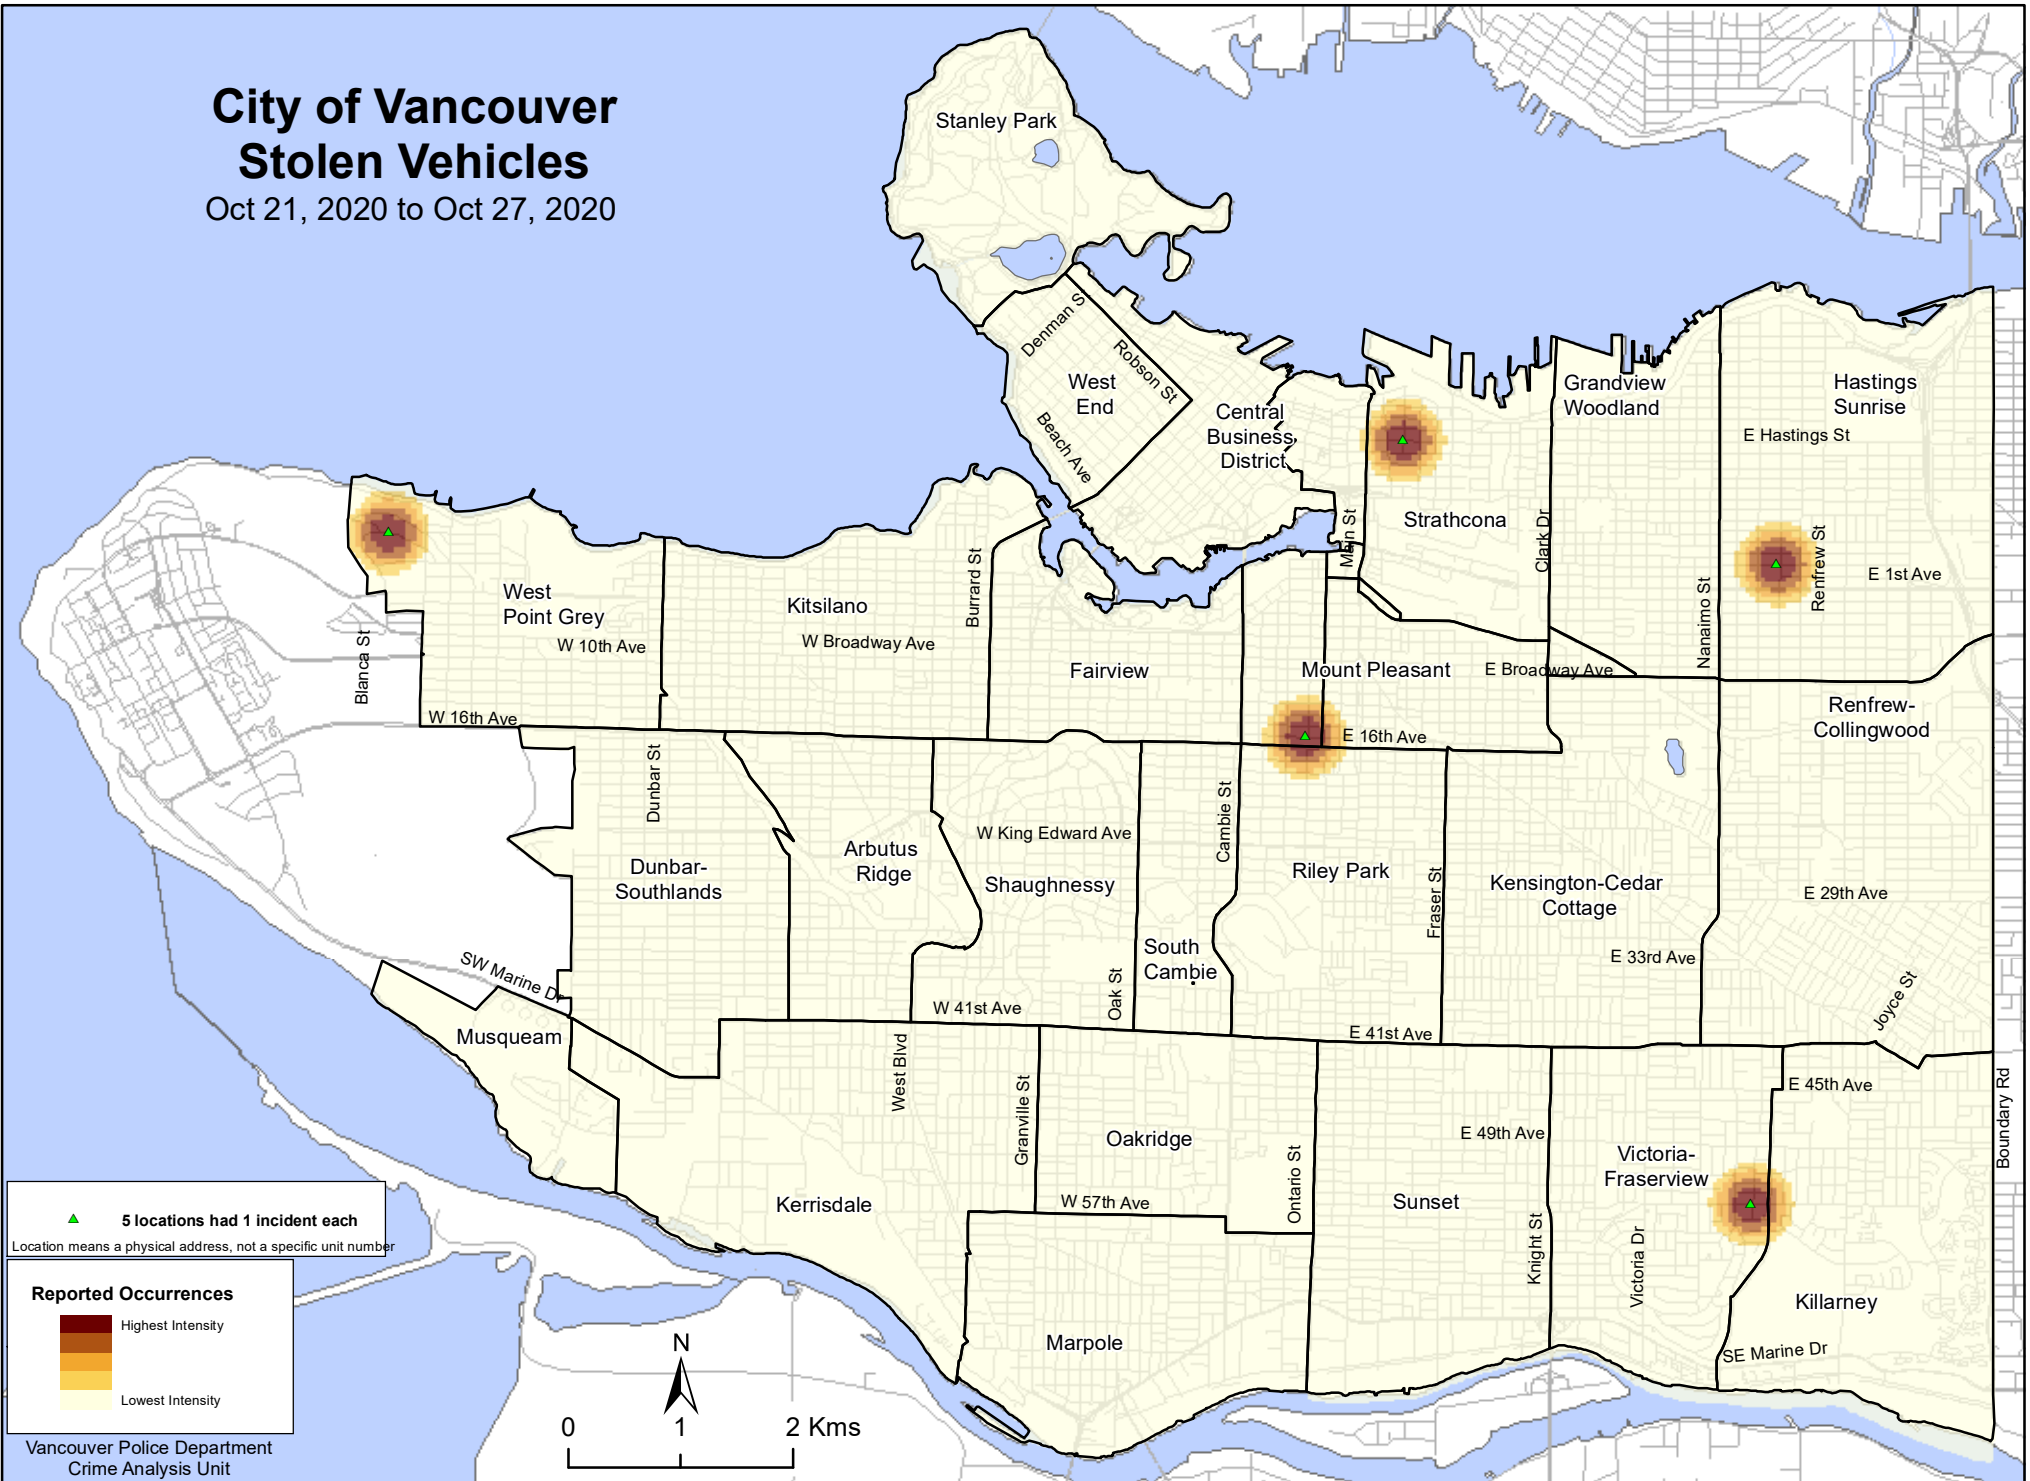 City of Vancouver
Stolen Vehicles
Oct 21, 2020 to Oct 27, 2020
Stanley Park
Denman S
Robson St
West
End
Beach Ave
Central
Business
District
Grandview
Woodland
Hastings
Sunrise
E Hastings St
Strathcona
Main St
Clark Dr
Renfrew St
E 1st Ave
Nanaimo St
West
Point Grey
W 10th Ave
Blanca St
W 16th Ave
Kitsilano
W Broadway Ave
Burrard St
Fairview
Mount Pleasant
E Broadway Ave
E 16th Ave
Renfrew-
Collingwood
Dunbar St
Dunbar-
Southlands
Arbutus
Ridge
W King Edward Ave
Shaughnessy
Cambie St
Riley Park
Fraser St
Kensington-Cedar
Cottage
E 29th Ave
South
Cambie
E 33rd Ave
Joyce St
SW Marine Dr
Musqueam
W 41st Ave
Oak St
E 41st Ave
West Blvd
Granville St
Oakridge
E 49th Ave
E 45th Ave
Boundary Rd
Victoria-
Fraserview
Kerrisdale
W 57th Ave
Ontario St
Sunset
Knight St
Victoria Dr
Killarney
SE Marine Dr
Marpole
5 locations had 1 incident each
Location means a physical address, not a specific unit number
Reported Occurrences
Highest Intensity
Lowest Intensity
N
0 1 2 Kms
Vancouver Police Department
Crime Analysis Unit